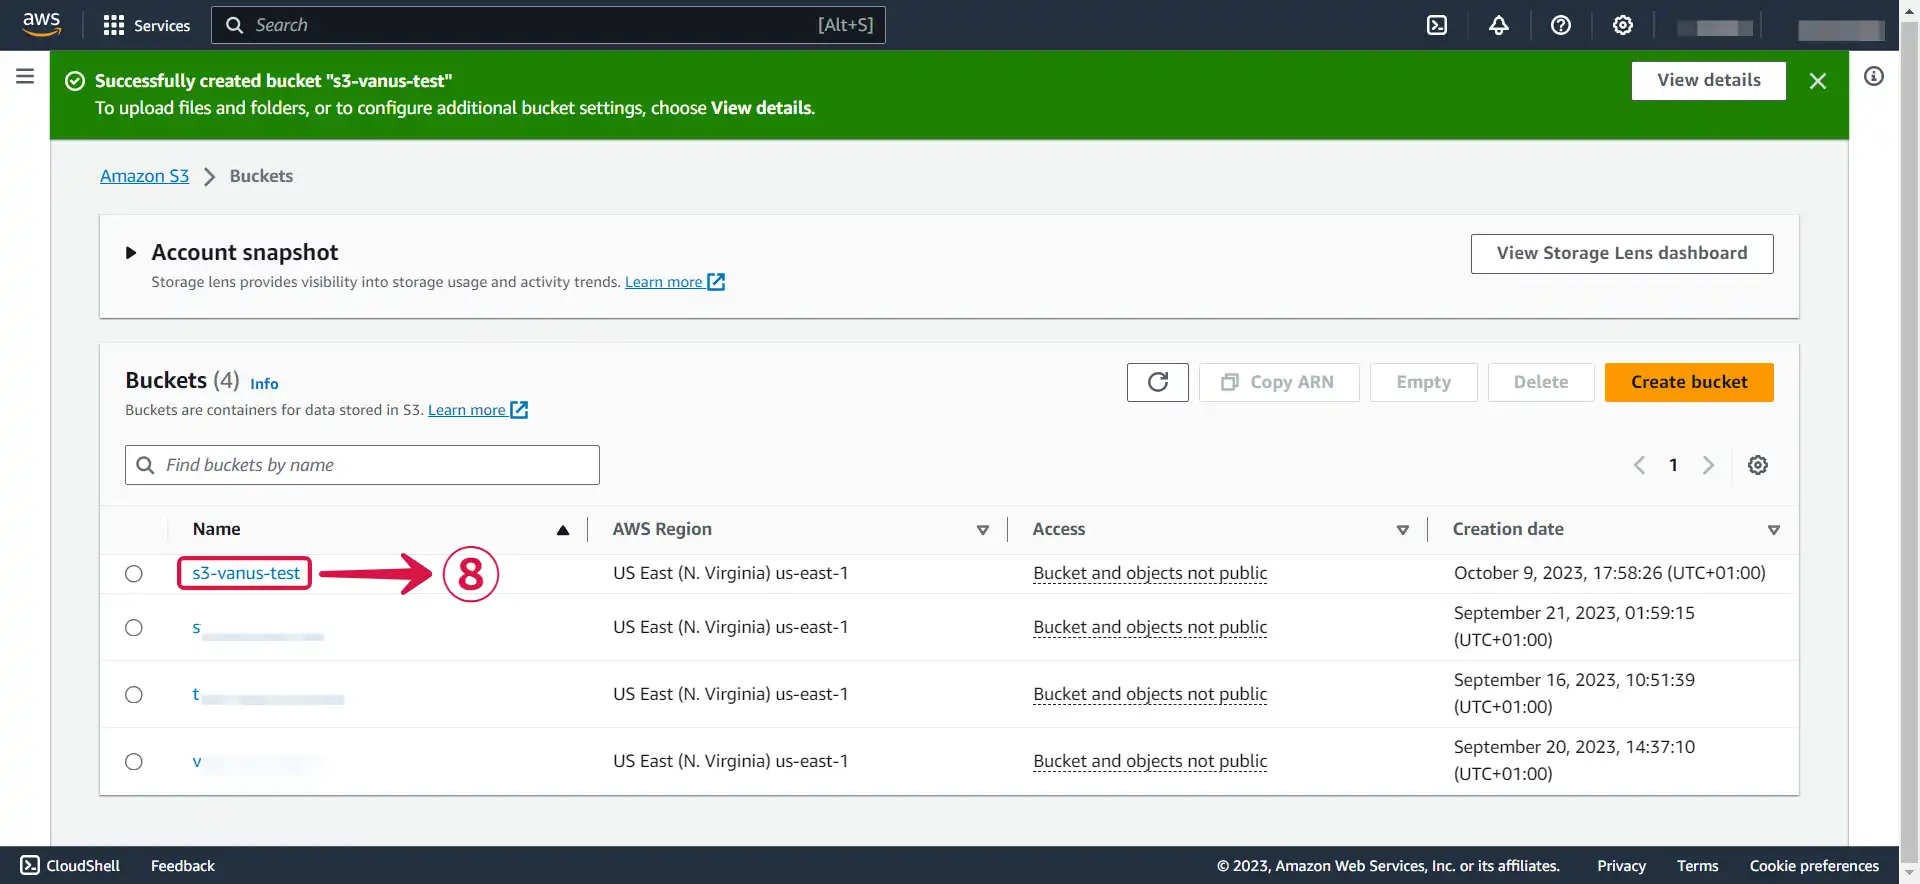 aws Services Search [Alt+S]
Successfully created bucket "s3-vanus-test"
To upload files and folders, or to configure additional bucket settings, choose View details.
View details
Amazon S3 Buckets
Account snapshot
Storage lens provides visibility into storage usage and activity trends. Learn more
View Storage Lens dashboard
Buckets (4) Info
Buckets are containers for data stored in S3. Learn more
Copy ARN Empty Delete Create bucket
Find buckets by name
1
Name AWS Region Access Creation date
s3-vanus-test 8 US East (N. Virginia) us-east-1 Bucket and objects not public October 9, 2023, 17:58:26 (UTC+01:00)
s US East (N. Virginia) us-east-1 Bucket and objects not public September 21, 2023, 01:59:15
(UTC+01:00)
t US East (N. Virginia) us-east-1 Bucket and objects not public September 16, 2023, 10:51:39
(UTC+01:00)
v US East (N. Virginia) us-east-1 Bucket and objects not public September 20, 2023, 14:37:10
(UTC+01:00)
CloudShell Feedback © 2023, Amazon Web Services, Inc. or its affiliates. Privacy Terms Cookie preferences